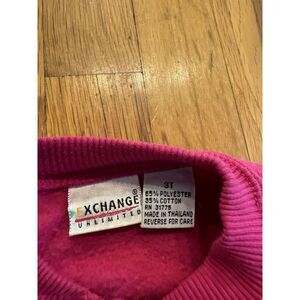 EXCHANGE®
UNLIMITED
3T
65% POLYESTER
35% COTTON
RN 31775
MADE IN THAILAND
REVERSE FOR CARE